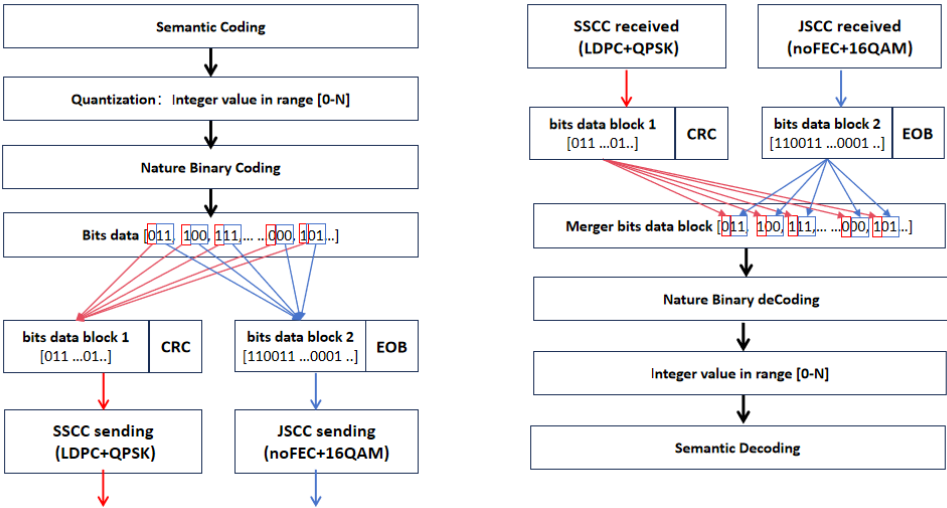 Semantic Coding
Quantization: Integer value in range [0-N]
Nature Binary Coding
Bits data [011, 100, 111,... ..000, 101..]
bits data block 1
[011 ...01..]
CRC
bits data block 2
[110011 ...0001 ..]
EOB
SSCC sending
(LDPC+QPSK)
JSCC sending
(noFEC+16QAM)
SSCC received
(LDPC+QPSK)
JSCC received
(noFEC+16QAM)
bits data block 1
[011 ...01..]
CRC
bits data block 2
[110011 ...0001 ..]
EOB
Merger bits data block [011, 100, 111,... ...000, 101..]
Nature Binary deCoding
Integer value in range [0-N]
Semantic Decoding